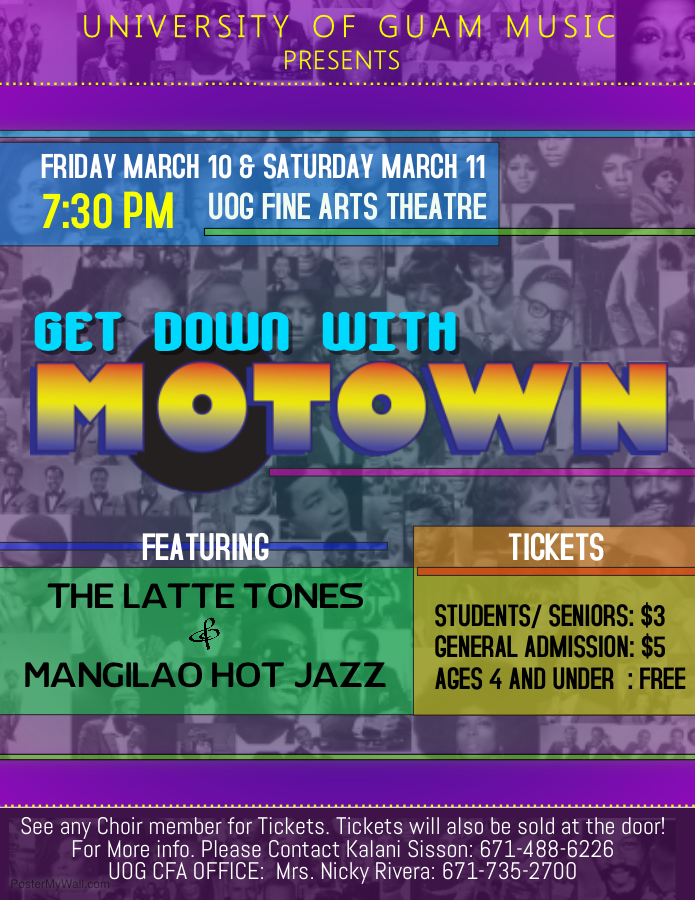 UNIVERSITY OF GUAM MUSIC
PRESENTS
FRIDAY MARCH 10 & SATURDAY MARCH 11
7:30 PM UOG FINE ARTS THEATRE
GET DOWN WITH
MOTOWN
FEATURING
THE LATTE TONES
&
MANGILAO HOT JAZZ
TICKETS
STUDENTS/ SENIORS: $3
GENERAL ADMISSION: $5
AGES 4 AND UNDER : FREE
See any Choir member for Tickets. Tickets will also be sold at the door!
For More info. Please Contact Kalani Sisson: 671-488-6226
UOG CFA OFFICE: Mrs. Nicky Rivera: 671-735-2700
PosterMyWall.com